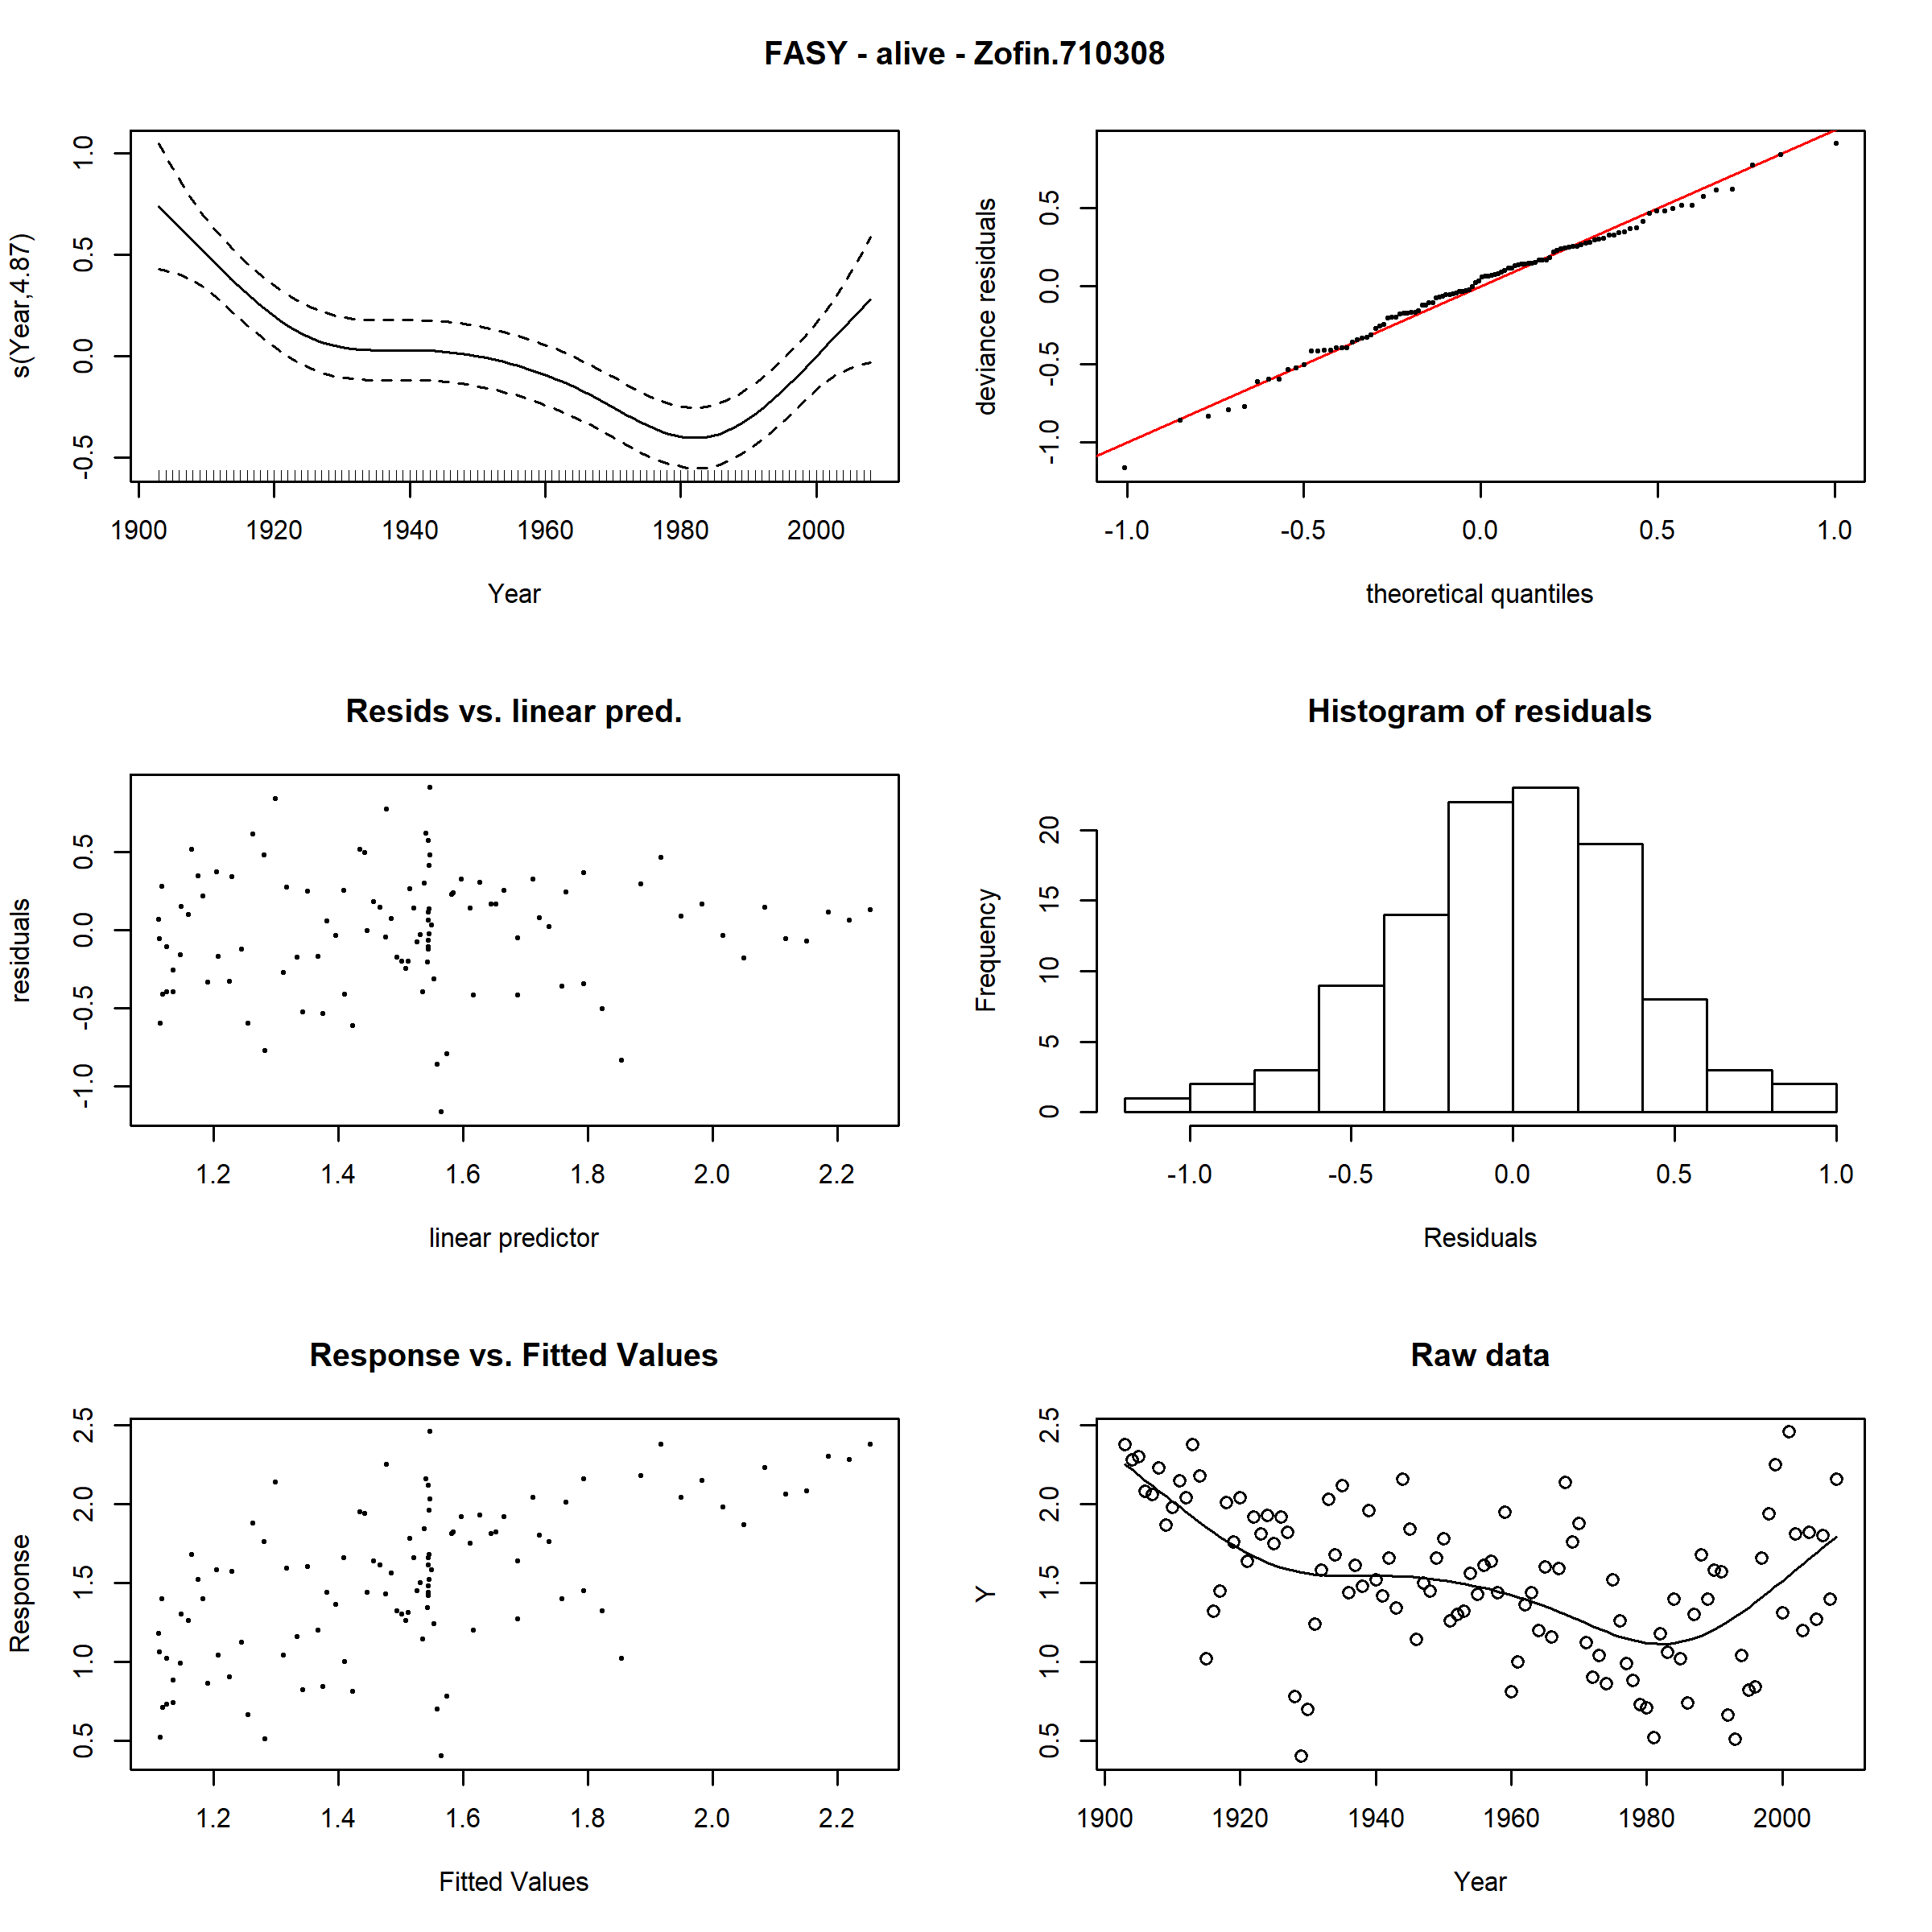 FASY - alive - Zofin.710308
s(Year,4.87)
1.0
0.5
0.0
-0.5
1900 1920 1940 1960 1980 2000
Year
deviance residuals
0.5
0.0
-0.5
-1.0
-1.0 -0.5 0.0 0.5 1.0
theoretical quantiles
Resids vs. linear pred.
residuals
0.5
0.0
-0.5
-1.0
1.2 1.4 1.6 1.8 2.0 2.2
linear predictor
Histogram of residuals
Frequency
20
15
10
5
0
-1.0 -0.5 0.0 0.5 1.0
Residuals
Response vs. Fitted Values
Response
2.5
2.0
1.5
1.0
0.5
1.2 1.4 1.6 1.8 2.0 2.2
Fitted Values
Raw data
Y
2.5
2.0
1.5
1.0
0.5
1900 1920 1940 1960 1980 2000
Year